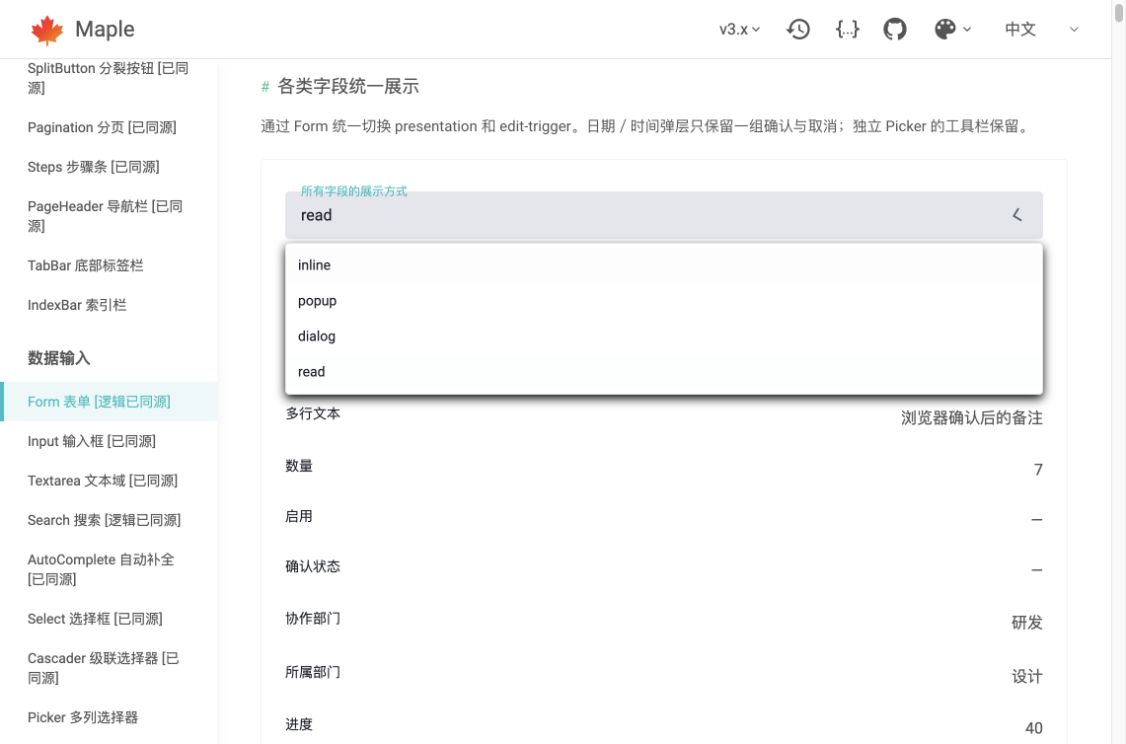 Maple
v3.x
中文
SplitButton 分裂按钮 [已同
源]
Pagination 分页 [已同源]
Steps 步骤条 [已同源]
PageHeader 导航栏 [已同
源]
TabBar 底部标签栏
IndexBar 索引栏
数据输入
Form 表单 [逻辑已同源]
Input 输入框 [已同源]
Textarea 文本域 [已同源]
Search 搜索 [逻辑已同源]
AutoComplete 自动补全
[已同源]
Select 选择框 [已同源]
Cascader 级联选择器 [已
同源]
Picker 多列选择器
# 各类字段统一展示
通过 Form 统一切换 presentation 和 edit-trigger。日期 / 时间弹层只保留一组确认与取消；独立 Picker 的工具栏保留。
所有字段的展示方式
read
inline
popup
dialog
read
多行文本
浏览器确认后的备注
数量
7
启用
—
确认状态
—
协作部门
研发
所属部门
设计
进度
40